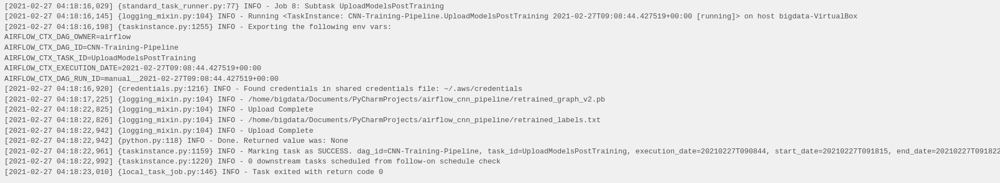 [2021-02-27 04:18:16,029] {standard_task_runner.py:77} INFO - Job 8: Subtask UploadModelsPostTraining
[2021-02-27 04:18:16,145] {logging_mixin.py:104} INFO - Running <TaskInstance: CNN-Training-Pipeline.UploadModelsPostTraining 2021-02-27T09:08:44.427519+00:00 [running]> on host bigdata-VirtualBox
[2021-02-27 04:18:16,198] {taskinstance.py:1255} INFO - Exporting the following env vars:
AIRFLOW_CTX_DAG_OWNER=airflow
AIRFLOW_CTX_DAG_ID=CNN-Training-Pipeline
AIRFLOW_CTX_TASK_ID=UploadModelsPostTraining
AIRFLOW_CTX_EXECUTION_DATE=2021-02-27T09:08:44.427519+00:00
AIRFLOW_CTX_DAG_RUN_ID=manual__2021-02-27T09:08:44.427519+00:00
[2021-02-27 04:18:16,920] {credentials.py:1216} INFO - Found credentials in shared credentials file: ~/.aws/credentials
[2021-02-27 04:18:17,225] {logging_mixin.py:104} INFO - /home/bigdata/Documents/PyCharmProjects/airflow_cnn_pipeline/retrained_graph_v2.pb
[2021-02-27 04:18:22,825] {logging_mixin.py:104} INFO - Upload Complete
[2021-02-27 04:18:22,826] {logging_mixin.py:104} INFO - /home/bigdata/Documents/PyCharmProjects/airflow_cnn_pipeline/retrained_labels.txt
[2021-02-27 04:18:22,942] {logging_mixin.py:104} INFO - Upload Complete
[2021-02-27 04:18:22,942] {python.py:118} INFO - Done. Returned value was: None
[2021-02-27 04:18:22,961] {taskinstance.py:1159} INFO - Marking task as SUCCESS. dag_id=CNN-Training-Pipeline, task_id=UploadModelsPostTraining, execution_date=20210227T090844, start_date=20210227T091815, end_date=20210227T091822
[2021-02-27 04:18:22,992] {taskinstance.py:1220} INFO - 0 downstream tasks scheduled from follow-on schedule check
[2021-02-27 04:18:23,010] {local_task_job.py:146} INFO - Task exited with return code 0